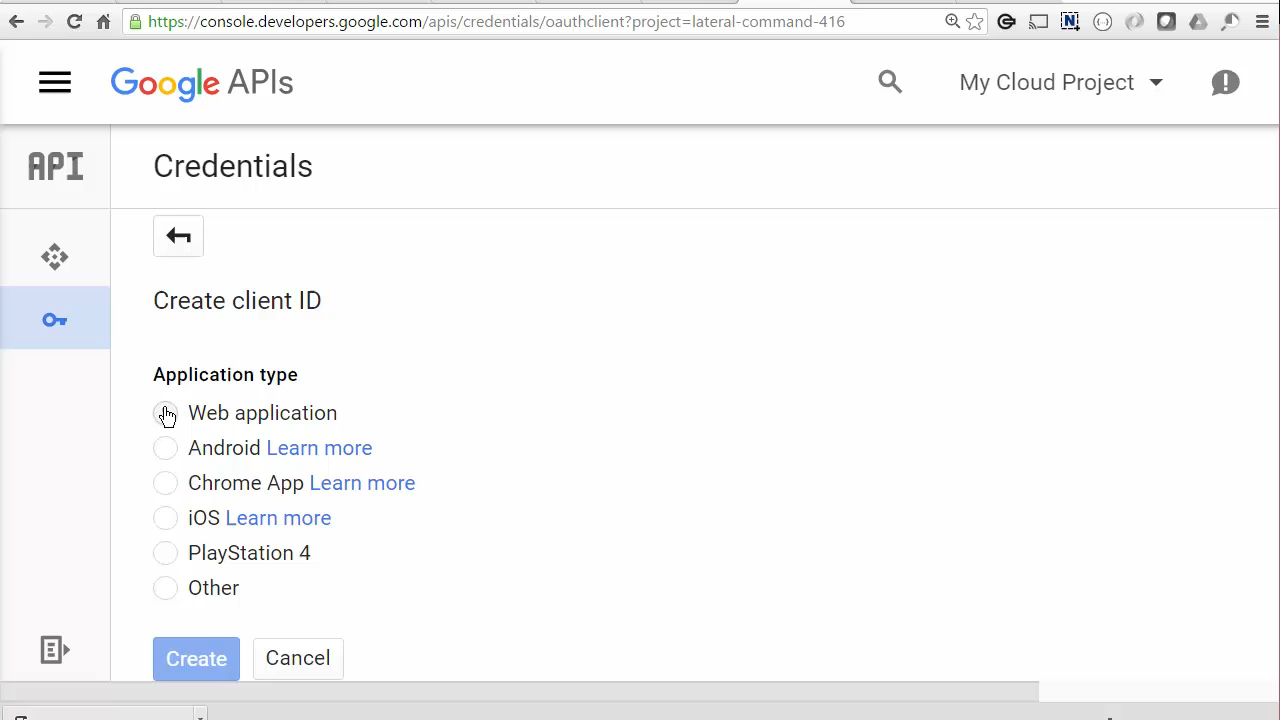 https://console.developers.google.com/apis/credentials/oauthclient?project=lateral-command-416
Google APIs
My Cloud Project
API
Credentials
Create client ID
Application type
Web application
Android Learn more
Chrome App Learn more
iOS Learn more
PlayStation 4
Other
Create Cancel